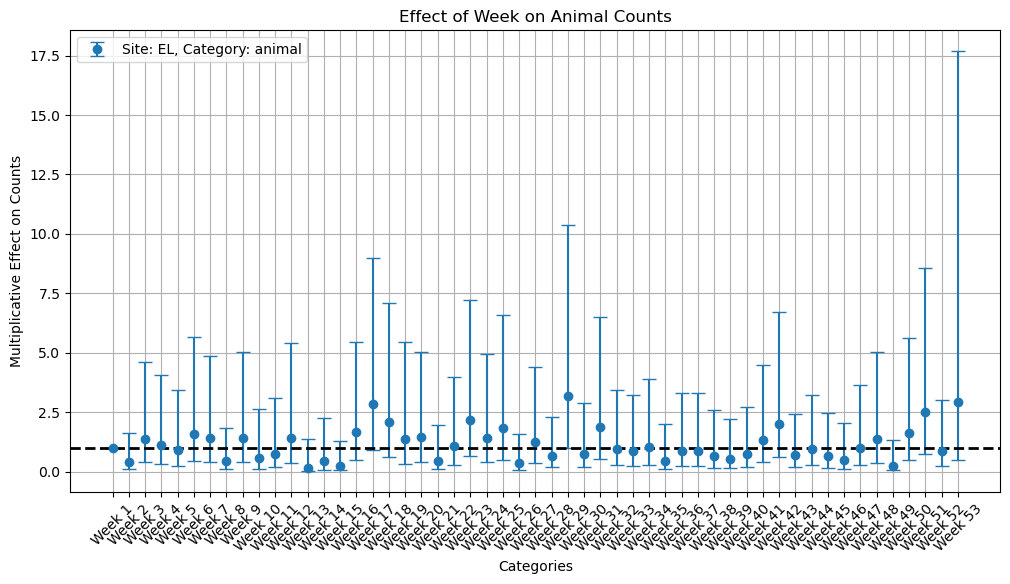 Effect of Week on Animal Counts
Site: EL, Category: animal
Multiplicative Effect on Counts
17.5
15.0
12.5
10.0
7.5
5.0
2.5
0.0
Week 1
Week 2
Week 3
Week 4
Week 5
Week 6
Week 7
Week 8
Week 9
Week 10
Week 11
Week 12
Week 13
Week 14
Week 15
Week 16
Week 17
Week 18
Week 19
Week 20
Week 21
Week 22
Week 23
Week 24
Week 25
Week 26
Week 27
Week 28
Week 29
Week 30
Week 31
Week 32
Week 33
Week 34
Week 35
Week 36
Week 37
Week 38
Week 39
Week 40
Week 41
Week 42
Week 43
Week 44
Week 45
Week 46
Week 47
Week 48
Week 49
Week 50
Week 51
Week 52
Week 53
Categories